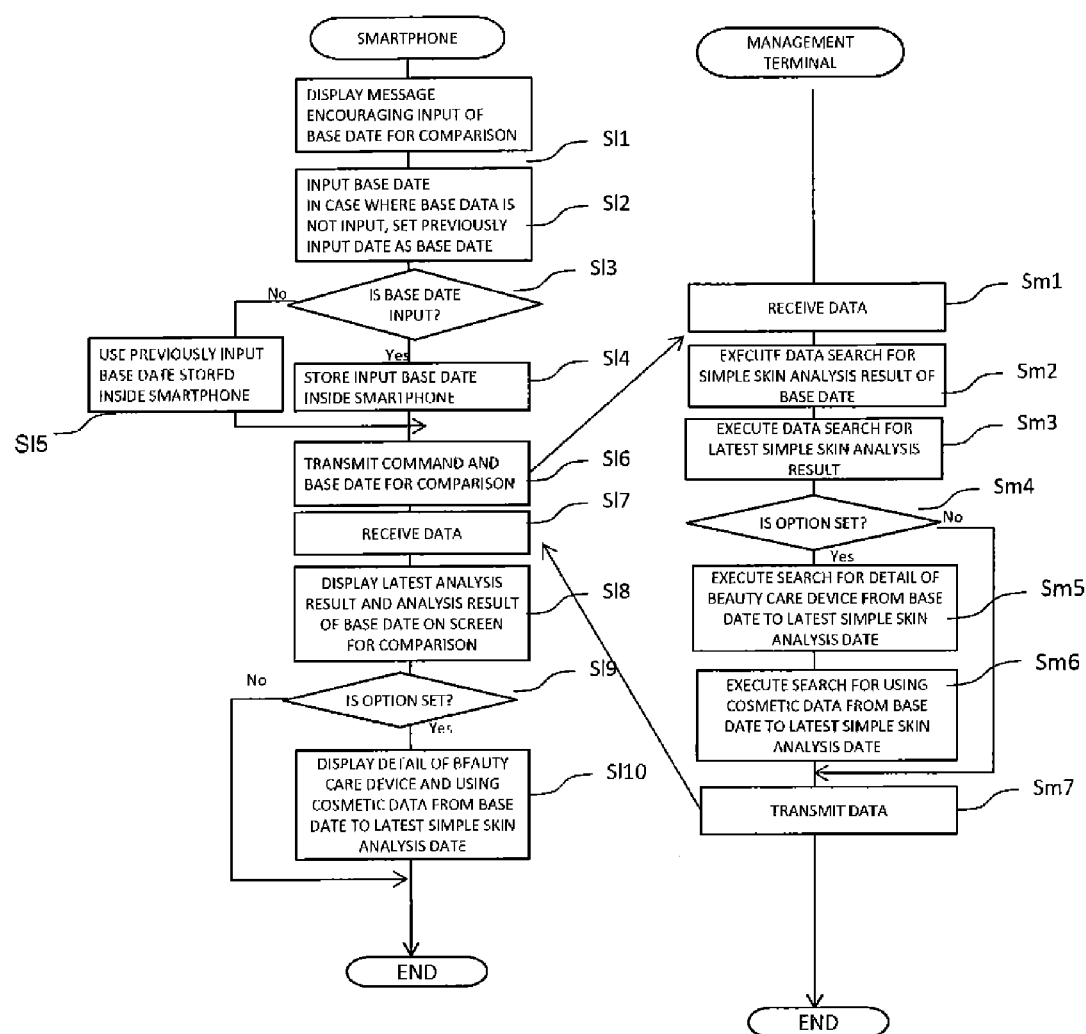 SMARTPHONE
DISPLAY MESSAGE
ENCOURAGING INPUT OF
BASE DATE FOR COMPARISON
Sl1
INPUT BASE DATE
IN CASE WHERE BASE DATA IS
NOT INPUT, SET PREVIOUSLY
INPUT DATE AS BASE DATE
Sl2
IS BASE DATE
INPUT?
Sl3
No
Yes
USE PREVIOUSLY INPUT
BASE DATE STORED
INSIDE SMARTPHONE
Sl5
STORE INPUT BASE DATE
INSIDE SMARTPHONE
Sl4
TRANSMIT COMMAND AND
BASE DATE FOR COMPARISON
Sl6
RECEIVE DATA
Sl7
DISPLAY LATEST ANALYSIS
RESULT AND ANALYSIS RESULT
OF BASE DATE ON SCREEN
FOR COMPARISON
Sl8
IS OPTION SET?
Sl9
No
Yes
DISPLAY DETAIL OF BEAUTY
CARE DEVICE AND USING
COSMETIC DATA FROM BASE
DATE TO LATEST SIMPLE SKIN
ANALYSIS DATE
Sl10
END
MANAGEMENT
TERMINAL
RECEIVE DATA
Sm1
EXECUTE DATA SEARCH FOR
SIMPLE SKIN ANALYSIS RESULT OF
BASE DATE
Sm2
EXECUTE DATA SEARCH FOR
LATEST SIMPLE SKIN ANALYSIS
RESULT
Sm3
IS OPTION SET?
Sm4
No
Yes
EXECUTE SEARCH FOR DETAIL OF
BEAUTY CARE DEVICE FROM BASE
DATE TO LATEST SIMPLE SKIN
ANALYSIS DATE
Sm5
EXECUTE SEARCH FOR USING
COSMETIC DATA FROM BASE
DATE TO LATEST SIMPLE SKIN
ANALYSIS DATE
Sm6
TRANSMIT DATA
Sm7
END